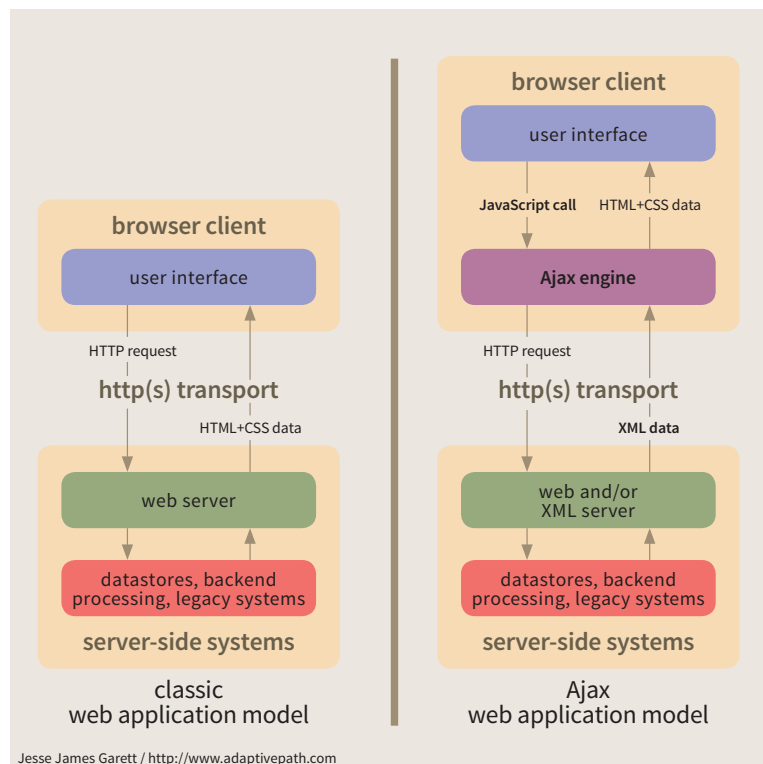 browser client
user interface
HTTP request
http(s) transport
HTML+CSS data
web server
datastores, backend
processing, legacy systems
server-side systems
classic
web application model
browser client
user interface
JavaScript call
HTML+CSS data
Ajax engine
HTTP request
http(s) transport
XML data
web and/or
XML server
datastores, backend
processing, legacy systems
server-side systems
Ajax
web application model
Jesse James Garett / http://www.adaptivepath.com